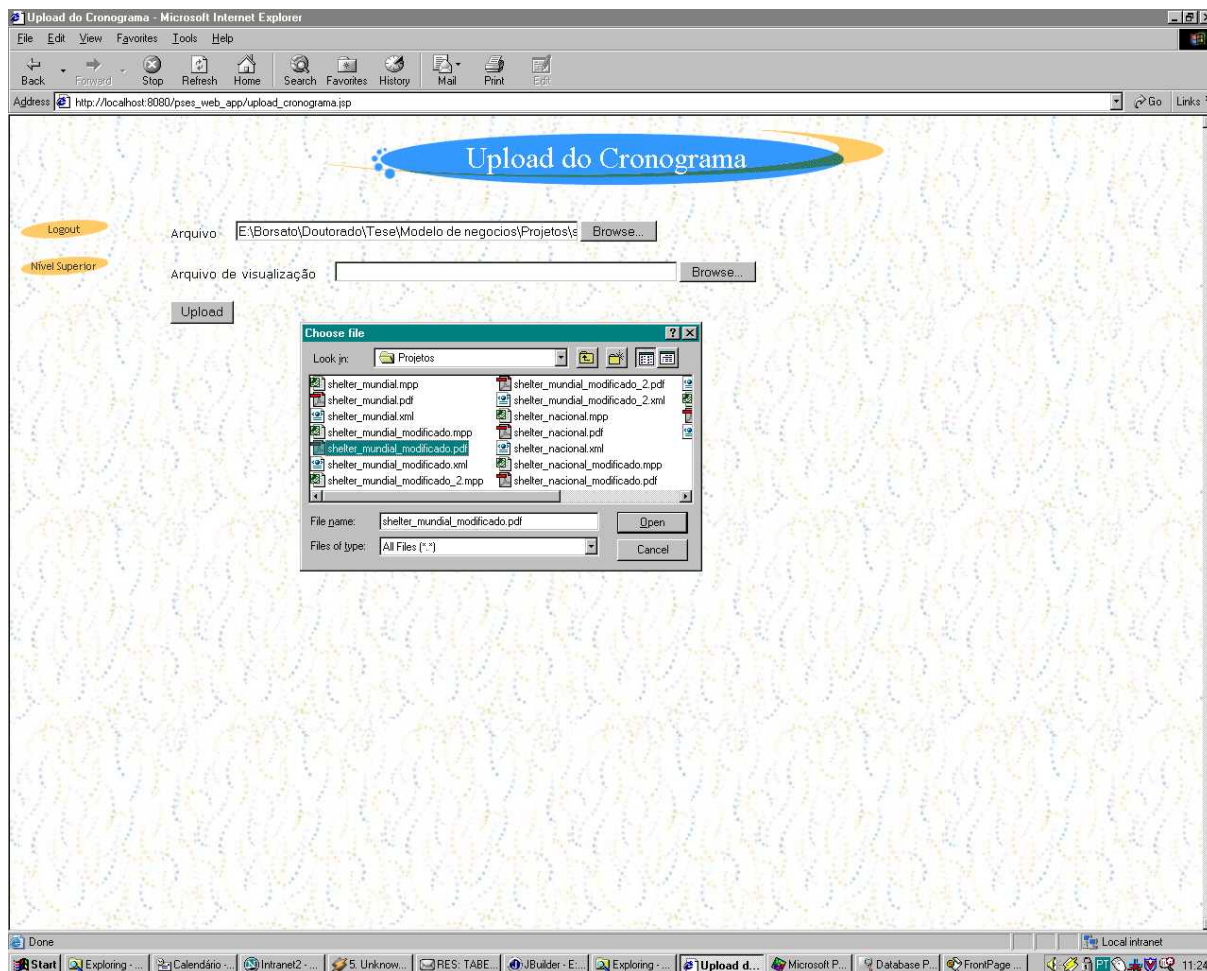 Upload do Cronograma - Microsoft Internet Explorer
File Edit View Favorites Tools Help
Back Forward Stop Refresh Home Search Favorites History Mail Print Edit
Address http://localhost:8080/pses_web_app/upload_cronograma.jsp Go Links
Upload do Cronograma
Logout
Arquivo E:\Borsato\Doutorado\Tese\Modelo de negocios\Projetos\s Browse...
Nível Superior
Arquivo de visualização Browse...
Upload
Choose file
Look in: Projetos
shelter_mundial.mpp
shelter_mundial.pdf
shelter_mundial.xml
shelter_mundial_modificado.mpp
shelter_mundial_modificado.pdf
shelter_mundial_modificado.xml
shelter_mundial_modificado_2.mpp
shelter_mundial_modificado_2.pdf
shelter_mundial_modificado_2.xml
shelter_nacional.mpp
shelter_nacional.pdf
shelter_nacional.xml
shelter_nacional_modificado.mpp
shelter_nacional_modificado.pdf
File name: shelter_mundial_modificado.pdf Open
Files of type: All Files (*.*) Cancel
Done Local intranet
Start Exploring - ... Calendário -... Intranet2 - ... 5. Unknow... RES: TABE... JBuilder - E:... Exploring - ... Upload d... Microsoft P... Database P... FrontPage ... PT 11:24